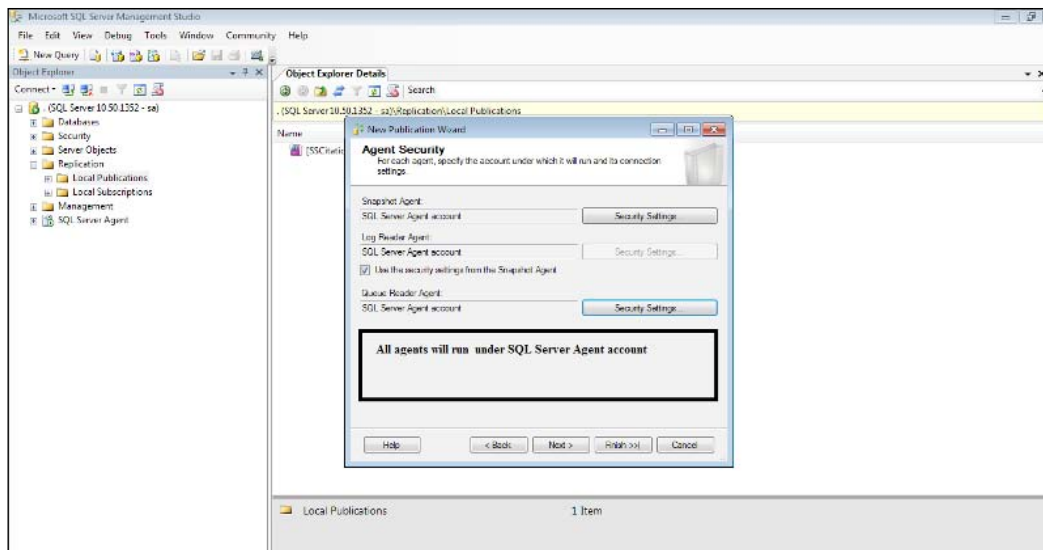 Microsoft SQL Server Management Studio
File Edit View Debug Tools Window Community Help
New Query
Object Explorer
Connect
. (SQL Server 10.50.1352 - sa)
Databases
Security
Server Objects
Replication
Local Publications
Local Subscriptions
Management
SQL Server Agent
Object Explorer Details
Search
. (SQL Server 10.50.1352 - sa)\Replication\Local Publications
Name
[SSCitatio
New Publication Wizard
Agent Security
For each agent, specify the account under which it will run and its connection
settings.
Snapshot Agent:
SQL Server Agent account
Security Settings...
Log Reader Agent:
SQL Server Agent account
Security Settings...
Use the security settings from the Snapshot Agent
Queue Reader Agent:
SQL Server Agent account
Security Settings...
All agents will run under SQL Server Agent account
Help
< Back
Next >
Finish >>|
Cancel
Local Publications
1 Item